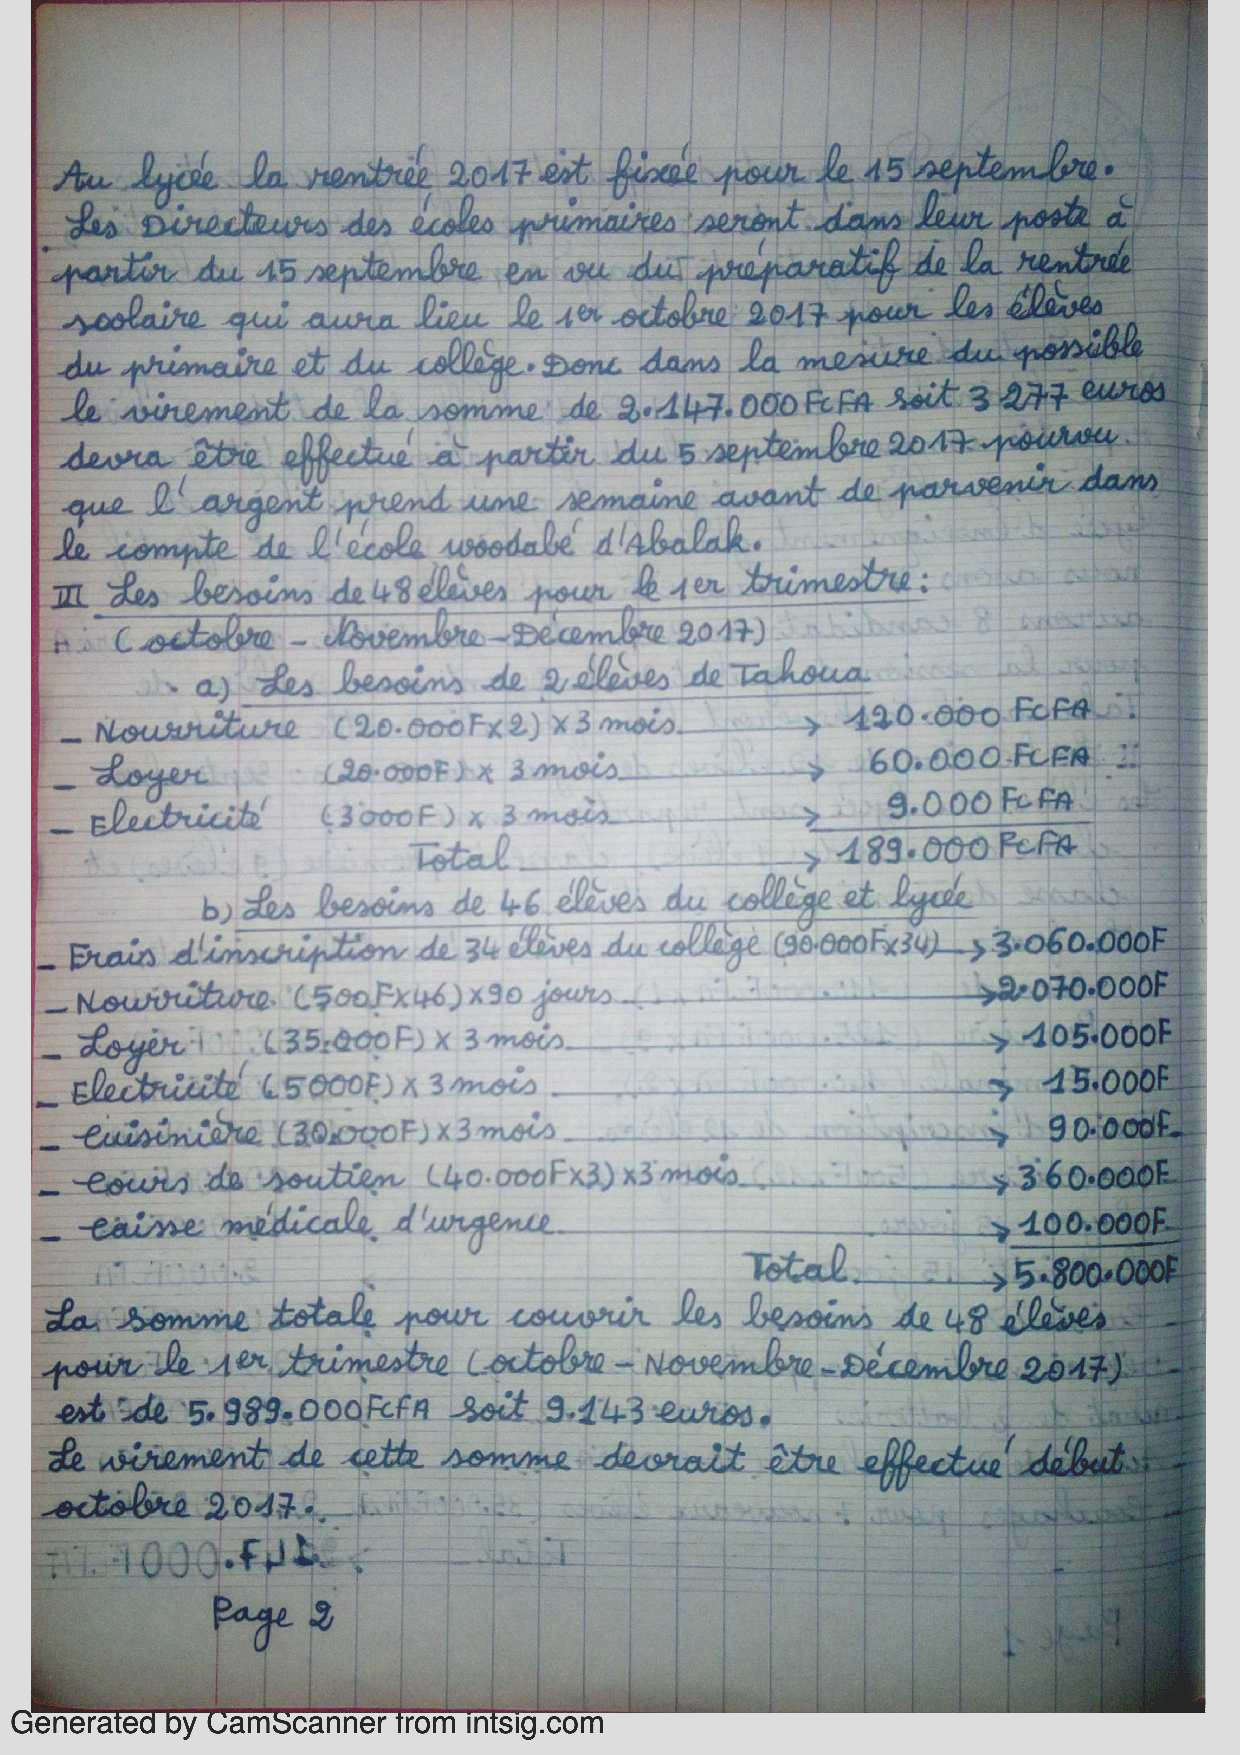 Au lycée la rentrée 2017 est fixée pour le 15 septembre.
Les Directeurs des écoles primaires seront dans leur poste à
partir du 15 septembre en vu du préparatif de la rentrée
scolaire qui aura lieu le 1er octobre 2017 pour les élèves
du primaire et du collège. Donc dans la mesure du possible
le virement de la somme de 2.147.000 FCFA soit 3 277 euros
devra être effectué à partir du 5 septembre 2017 pourvu
que l'argent prend une semaine avant de parvenir dans
le compte de l'école woodabé d'Abalak.
III Les besoins de 48 élèves pour le 1er trimestre :
( octobre - Novembre - Décembre 2017)
a) Les besoins de 2 élèves de Tahoua
- Nourriture (20.000F x 2) x 3 mois → 120.000 FCFA
- Loyer (20.000F) x 3 mois → 60.000 FCFA
- Electricité (3000F) x 3 mois → 9.000 FCFA
Total → 189.000 FCFA
b) Les besoins de 46 élèves du collège et lycée
- Frais d'inscription de 34 élèves du collège (90.000F x 34) → 3.060.000F
- Nourriture (500F x 46) x 90 jours → 2.070.000F
- Loyer (35.000F) x 3 mois → 105.000F
- Electricité (5000F) x 3 mois → 15.000F
- Cuisinière (30.000F) x 3 mois → 90.000F
- Cours de soutien (40.000F x 3) x 3 mois → 360.000F
- Caisse médicale d'urgence → 100.000F
Total → 5.800.000F
La somme totale pour couvrir les besoins de 48 élèves
pour le 1er trimestre (octobre - Novembre - Décembre 2017)
est de 5.989.000 FCFA soit 9.143 euros.
Le virement de cette somme devrait être effectué début
octobre 2017.
Page 2
Generated by CamScanner from intsig.com